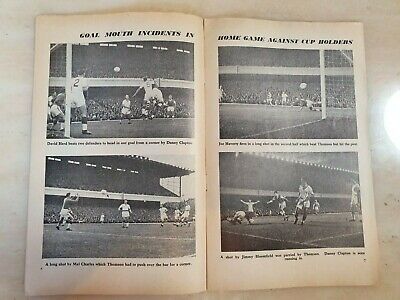 GOAL MOUTH INCIDENTS IN
HOME GAME AGAINST CUP HOLDERS
David Herd beats two defenders to head in our goal from a corner by Danny Clapton
Joe Haverty fires in a long shot in the second half which beat Thomson but hit the post.
A long shot by Mel Charles which Thomson had to push over the bar for a corner.
A shot by Jimmy Bloomfield was parried by Thomson. Danny Clapton is seen
running in.